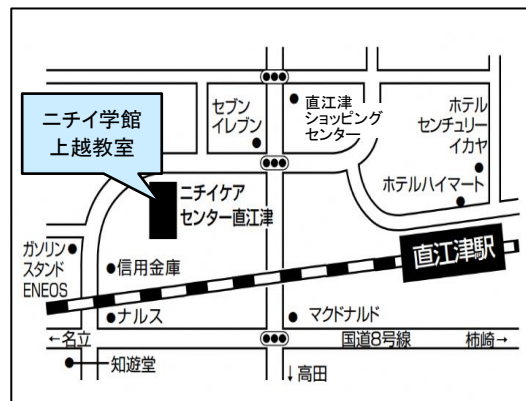 ニチイ学館
上越教室
セブン
イレブン
直江津
ショッピング
センター
ホテル
センチュリー
イカヤ
ホテルハイマート
ニチイケア
センター直江津
ガソリン
スタンド
ENEOS
信用金庫
直江津駅
ナルス
マクドナルド
←名立
国道8号線
柿崎→
知遊堂
↓高田